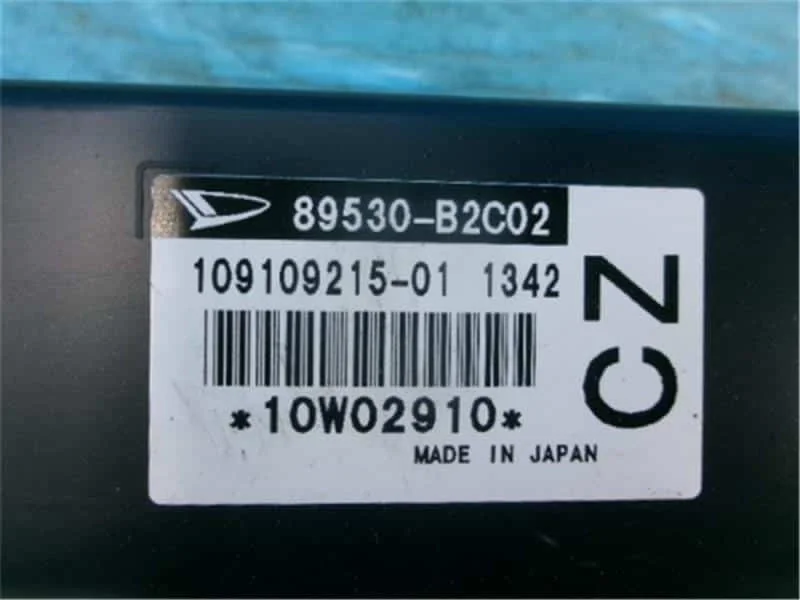 89530-B2C02
109109215-01 1342
*10W02910*
MADE IN JAPAN
CZ